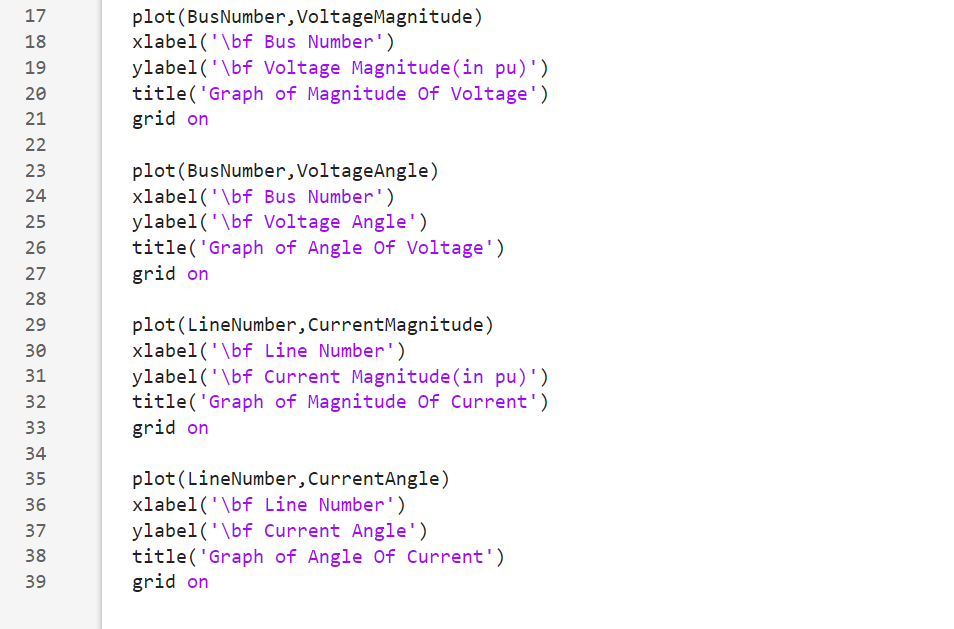 17 plot(BusNumber,VoltageMagnitude)
18 xlabel('\bf Bus Number')
19 ylabel('\bf Voltage Magnitude(in pu)')
20 title('Graph of Magnitude Of Voltage')
21 grid on
22
23 plot(BusNumber,VoltageAngle)
24 xlabel('\bf Bus Number')
25 ylabel('\bf Voltage Angle')
26 title('Graph of Angle Of Voltage')
27 grid on
28
29 plot(LineNumber,CurrentMagnitude)
30 xlabel('\bf Line Number')
31 ylabel('\bf Current Magnitude(in pu)')
32 title('Graph of Magnitude Of Current')
33 grid on
34
35 plot(LineNumber,CurrentAngle)
36 xlabel('\bf Line Number')
37 ylabel('\bf Current Angle')
38 title('Graph of Angle Of Current')
39 grid on